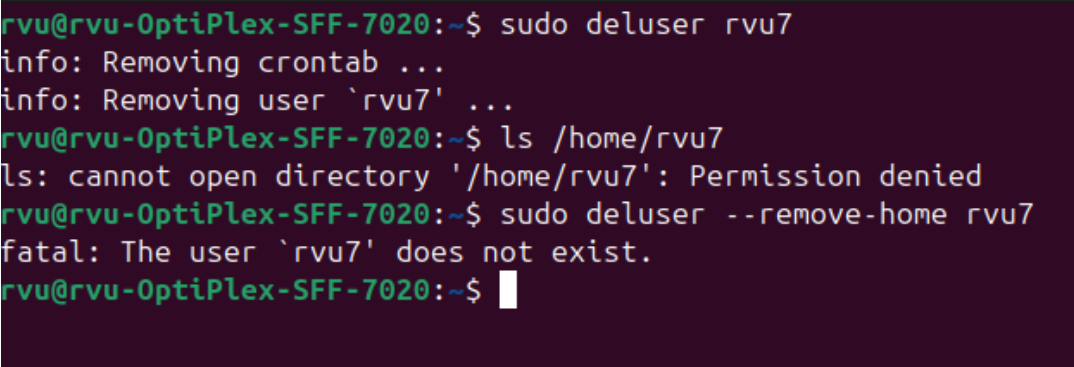 rvu@rvu-OptiPlex-SFF-7020:~$ sudo deluser rvu7
info: Removing crontab ...
info: Removing user `rvu7' ...
rvu@rvu-OptiPlex-SFF-7020:~$ ls /home/rvu7
ls: cannot open directory '/home/rvu7': Permission denied
rvu@rvu-OptiPlex-SFF-7020:~$ sudo deluser --remove-home rvu7
fatal: The user `rvu7' does not exist.
rvu@rvu-OptiPlex-SFF-7020:~$